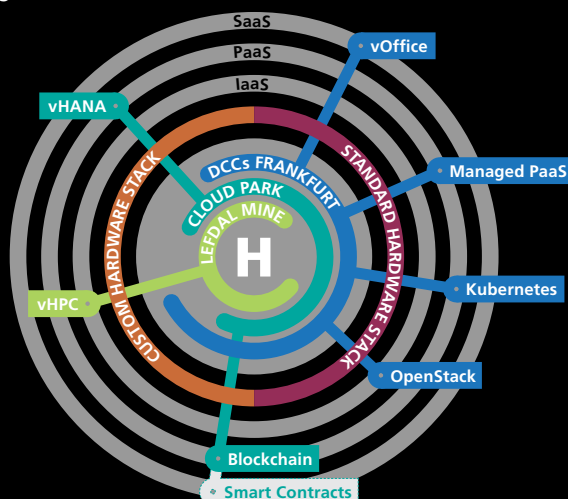 SaaS
PaaS
IaaS
vOffice
vHANA
Managed PaaS
Kubernetes
OpenStack
vHPC
Blockchain
Smart Contracts
CUSTOM HARDWARE STACK
STANDARD HARDWARE STACK
DCCs FRANKFURT
CLOUD PARK
LEFDAL MINE
H